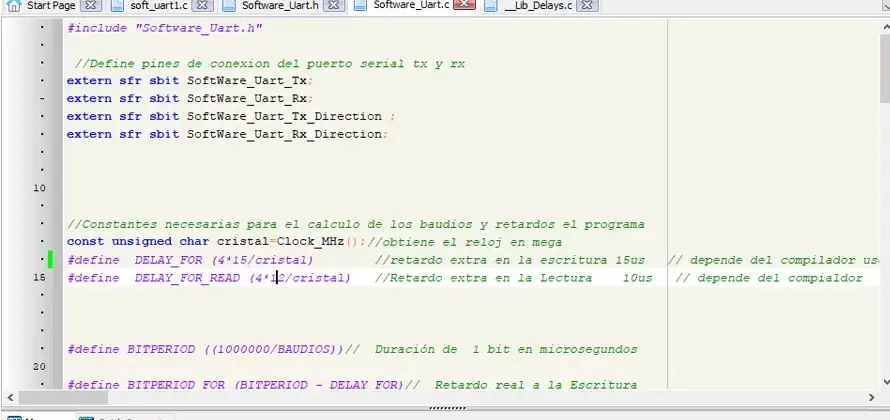 Start Page soft_uart1.c Software_Uart.h Software_Uart.c __Lib_Delays.c
#include "Software_Uart.h"
//Define pines de conexion del puerto serial tx y rx
extern sfr sbit SoftWare_Uart_Tx;
extern sfr sbit SoftWare_Uart_Rx;
extern sfr sbit SoftWare_Uart_Tx_Direction ;
extern sfr sbit SoftWare_Uart_Rx_Direction;
10
//Constantes necesarias para el calculo de los baudios y retardos el programa
const unsigned char cristal=Clock_MHz();//obtiene el reloj en mega
#define DELAY_FOR (4*15/cristal) //retardo extra en la escritura 15us // depende del compilador us
15 #define DELAY_FOR_READ (4*12/cristal) //Retardo extra en la Lectura 10us // depende del compialdor
#define BITPERIOD ((1000000/BAUDIOS))// Duración de 1 bit en microsegundos
20
#define BITPERIOD_FOR (BITPERIOD - DELAY_FOR)// Retardo real a la Escritura